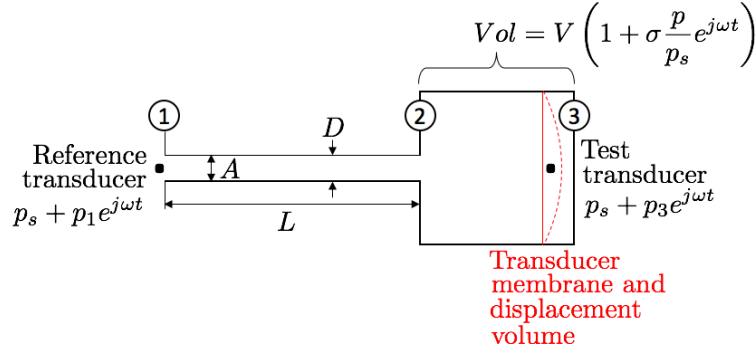 Vol = V(1 + σ p/p_s e^{jωt})
1
2
3
D
Reference
transducer
p_s + p_1e^{jωt}
A
Test
transducer
p_s + p_3e^{jωt}
L
Transducer
membrane and
displacement
volume